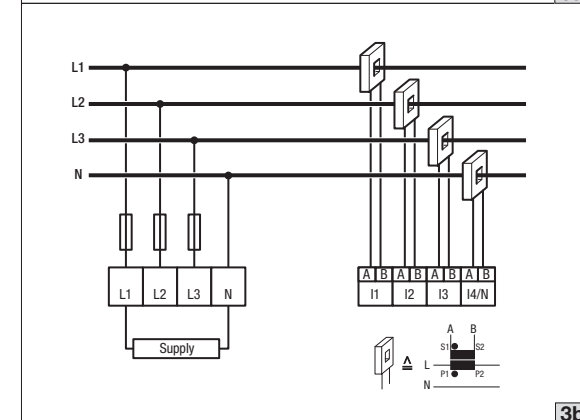 L1
L2
L3
N
A B A B A B A B
L1 L2 L3 N I1 I2 I3 I4/N
Supply
A B
S1 S2
L
P1 P2
N
3b